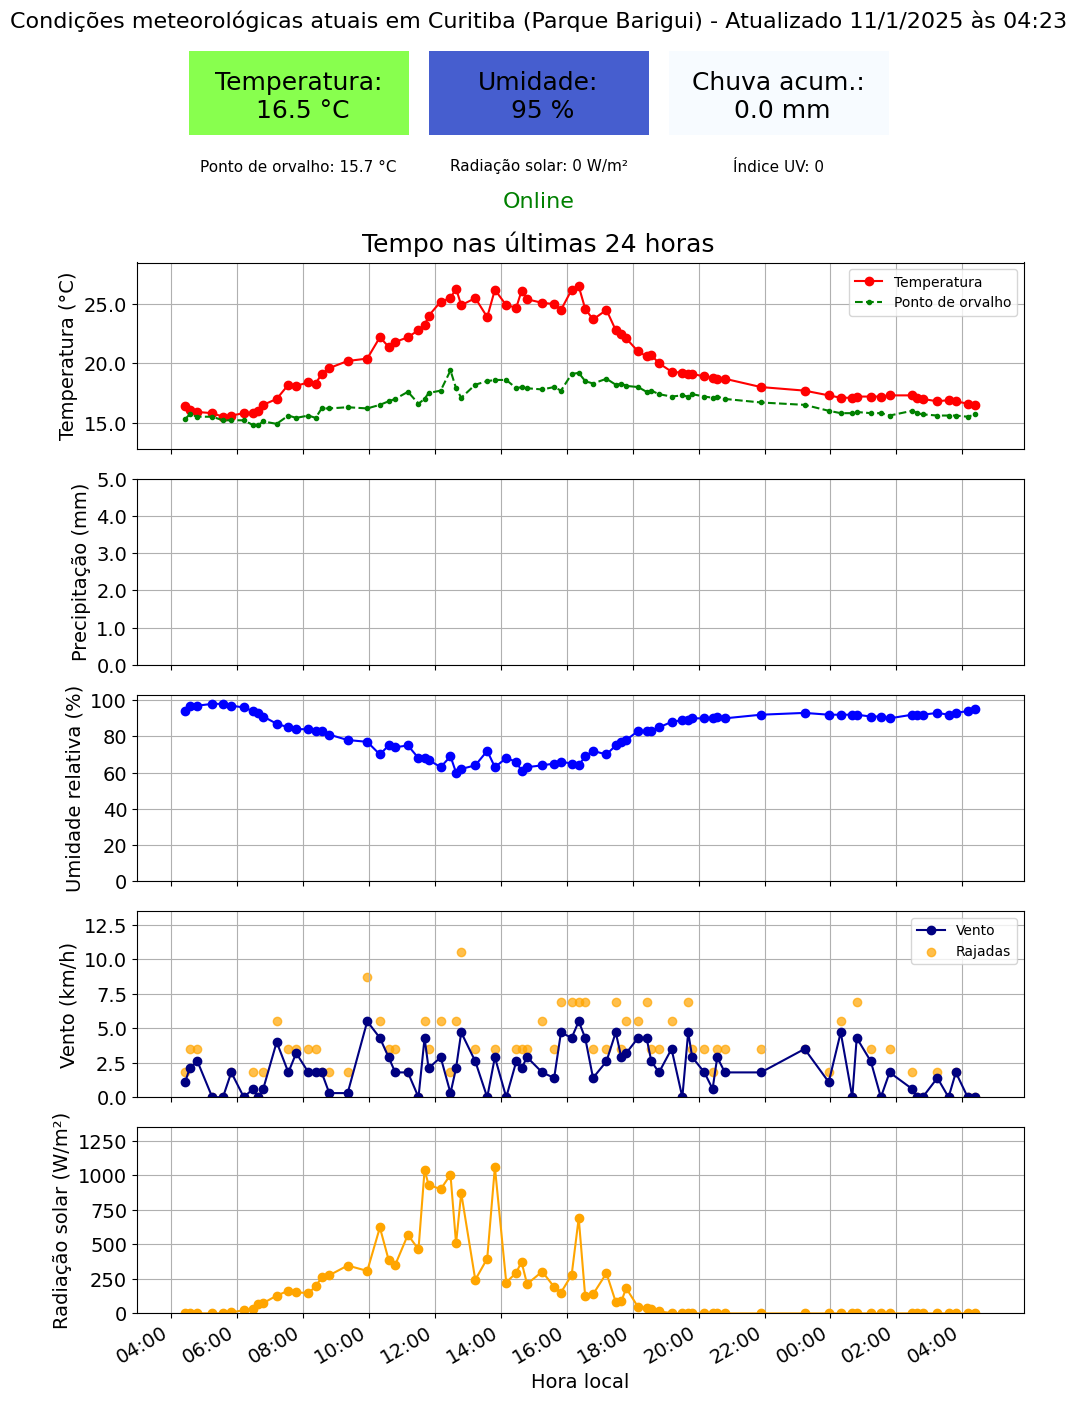 Condições meteorológicas atuais em Curitiba (Parque Barigui) - Atualizado 11/1/2025 às 04:23
Temperatura:
16.5 °C
Umidade:
95 %
Chuva acum.:
0.0 mm
Ponto de orvalho: 15.7 °C
Radiação solar: 0 W/m²
Índice UV: 0
Online
Tempo nas últimas 24 horas
Temperatura (°C)
25.0
20.0
15.0
Temperatura
Ponto de orvalho
Precipitação (mm)
5.0
4.0
3.0
2.0
1.0
0.0
Umidade relativa (%)
100
80
60
40
20
0
Vento (km/h)
12.5
10.0
7.5
5.0
2.5
0.0
Vento
Rajadas
Radiação solar (W/m²)
1250
1000
750
500
250
0
04:00
06:00
08:00
10:00
12:00
14:00
16:00
18:00
20:00
22:00
00:00
02:00
04:00
Hora local